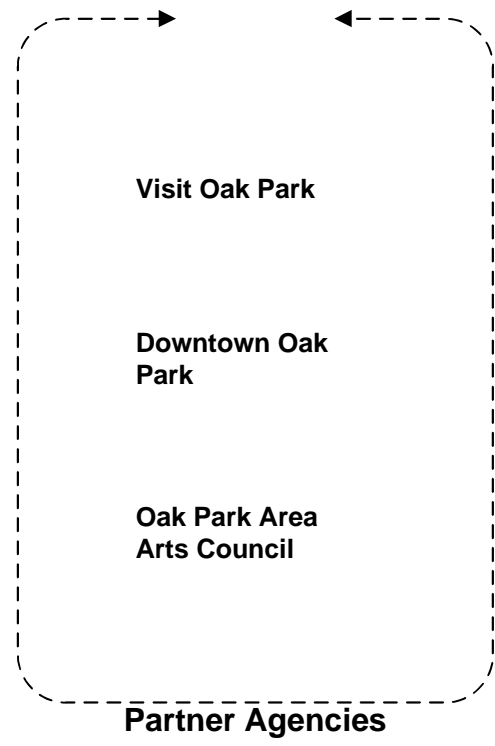 Visit Oak Park
Downtown Oak
Park
Oak Park Area
Arts Council
Partner Agencies